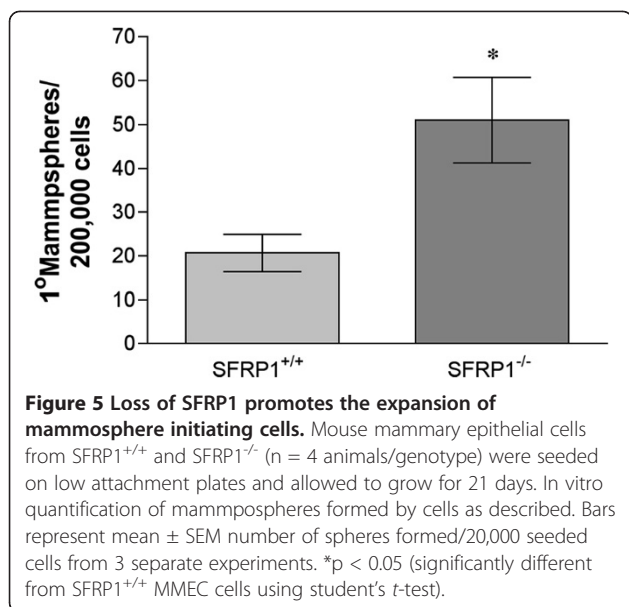 70
60
50
40
30
20
10
0
1°Mammpspheres/
200,000 cells
*
SFRP1+/+ SFRP1-/-
Figure 5 Loss of SFRP1 promotes the expansion of
mammosphere initiating cells. Mouse mammary epithelial cells
from SFRP1+/+ and SFRP1-/- (n = 4 animals/genotype) were seeded
on low attachment plates and allowed to grow for 21 days. In vitro
quantification of mammpospheres formed by cells as described. Bars
represent mean ± SEM number of spheres formed/20,000 seeded
cells from 3 separate experiments. *p < 0.05 (significantly different
from SFRP1+/+ MMEC cells using student's t-test).